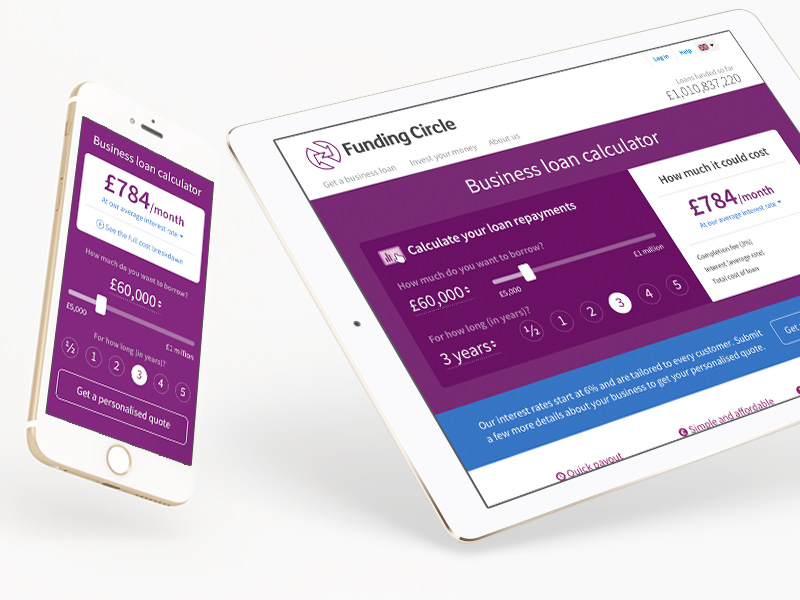 Business loan calculator
£784/month
At our average interest rate
See the full cost breakdown
How much do you want to borrow?
£60,000
£5,000
£1 million
For how long (in years)?
½ 1 2 3 4 5
Get a personalised quote
Log in Help
Loans funded so far
£1,010,837,220
Funding Circle
Get a business loan Invest your money About us
Business loan calculator
Calculate your loan repayments
How much do you want to borrow?
£60,000
£5,000
£1 million
For how long (in years)?
3 years
½ 1 2 3 4 5
How much it could cost
£784/month
At our average interest rate
Completion fee (3%)
Interest (average rate)
Total cost of loan
Our interest rates start at 6% and are tailored to every customer. Submit
a few more details about your business to get your personalised quote.
Get
Quick payout
Simple and affordable